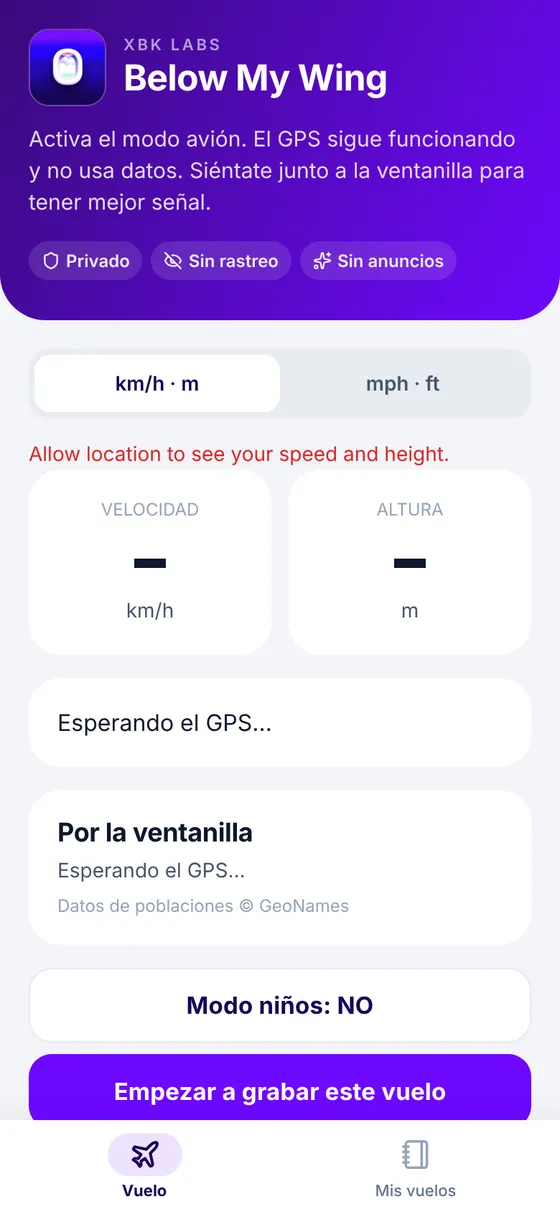 XBK LABS
Below My Wing
Activa el modo avión. El GPS sigue funcionando
y no usa datos. Siéntate junto a la ventanilla para
tener mejor señal.
Privado
Sin rastreo
Sin anuncios
km/h · m
mph · ft
Allow location to see your speed and height.
VELOCIDAD
–
km/h
ALTURA
–
m
Esperando el GPS...
Por la ventanilla
Esperando el GPS...
Datos de poblaciones © GeoNames
Modo niños: NO
Empezar a grabar este vuelo
Vuelo
Mis vuelos